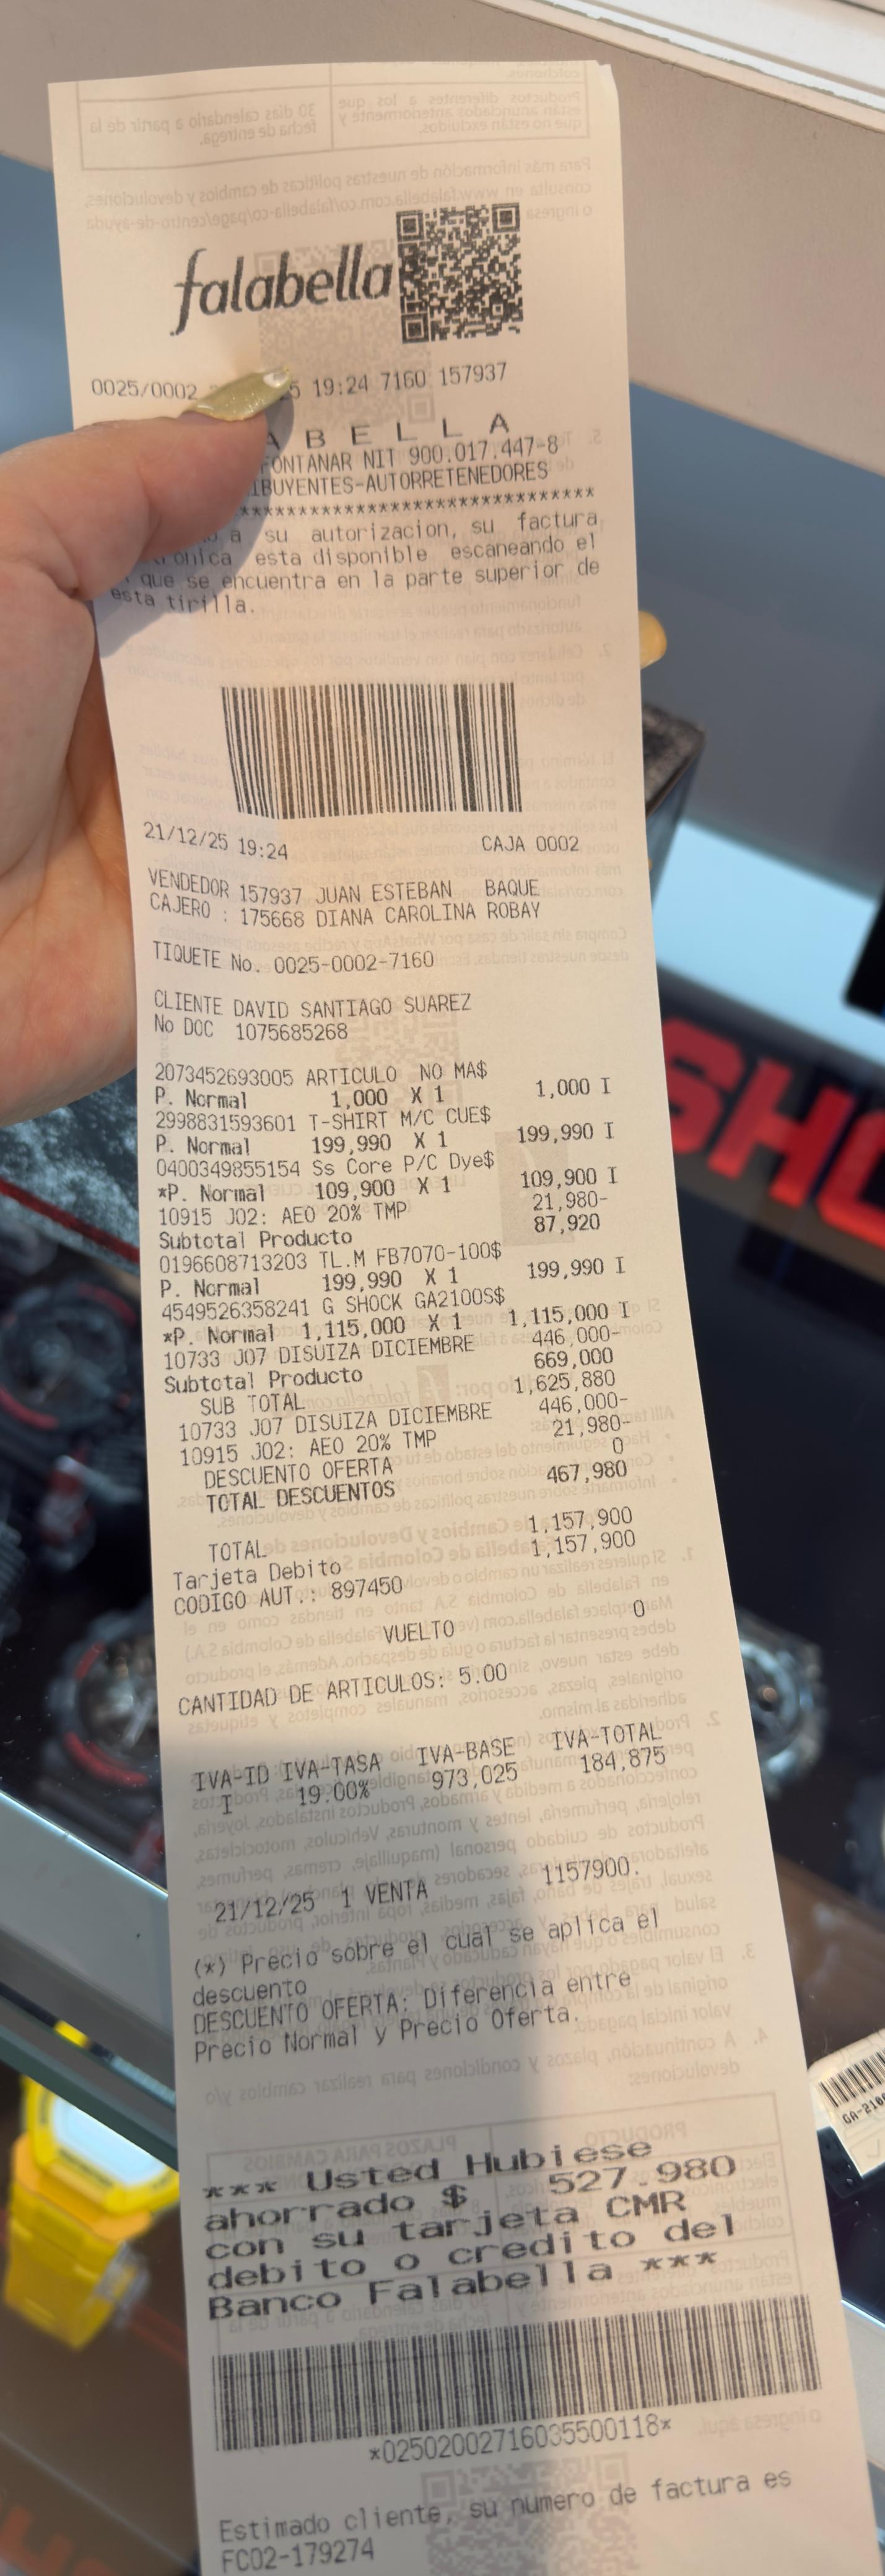 falabella
0025/0002 5 19:24 7160 157937
A B E L L A
FONTANAR NIT 900.017.447-8
IBUYENTES-AUTORRETENEDORES
********************************
a su autorizacion, su factura
onica esta disponible escaneando el
que se encuentra en la parte superior de
esta tirilla.
21/12/25 19:24 CAJA 0002
VENDEDOR 157937 JUAN ESTEBAN BAQUE
CAJERO : 175668 DIANA CAROLINA ROBAY
TIQUETE No. 0025-0002-7160
CLIENTE DAVID SANTIAGO SUAREZ
No DOC 1075685268
2073452693005 ARTICULO NO MA$
P. Normal 1,000 X 1 1,000 I
2998831593601 T-SHIRT M/C CUE$
P. Normal 199,990 X 1 199,990 I
0400349855154 Ss Core P/C Dye$
*P. Normal 109,900 X 1 109,900 I
10915 J02: AEO 20% TMP 21,980-
Subtotal Producto 87,920
0196608713203 TL.M FB7070-100$
P. Normal 199,990 X 1 199,990 I
4549526358241 G SHOCK GA2100S$
*P. Normal 1,115,000 X 1 1,115,000 I
10733 J07 DISUIZA DICIEMBRE 446,000-
Subtotal Producto 669,000
SUB TOTAL 1,625,880
10733 J07 DISUIZA DICIEMBRE 446,000-
10915 J02: AEO 20% TMP 21,980-
DESCUENTO OFERTA 0
TOTAL DESCUENTOS 467,980
TOTAL 1,157,900
Tarjeta Debito 1,157,900
CODIGO AUT.: 897450
VUELTO 0
CANTIDAD DE ARTICULOS: 5.00
IVA-ID IVA-TASA IVA-BASE IVA-TOTAL
I 19.00% 973,025 184,875
21/12/25 1 VENTA 1157900.
(*) Precio sobre el cual se aplica el
descuento
DESCUENTO OFERTA: Diferencia entre
Precio Normal y Precio Oferta.
*** Usted Hubiese
ahorrado $ 527.980
con su tarjeta CMR
debito o credito del
Banco Falabella ***
*02502002716035500118*
Estimado cliente, su numero de factura es
FC02-179274
SHO